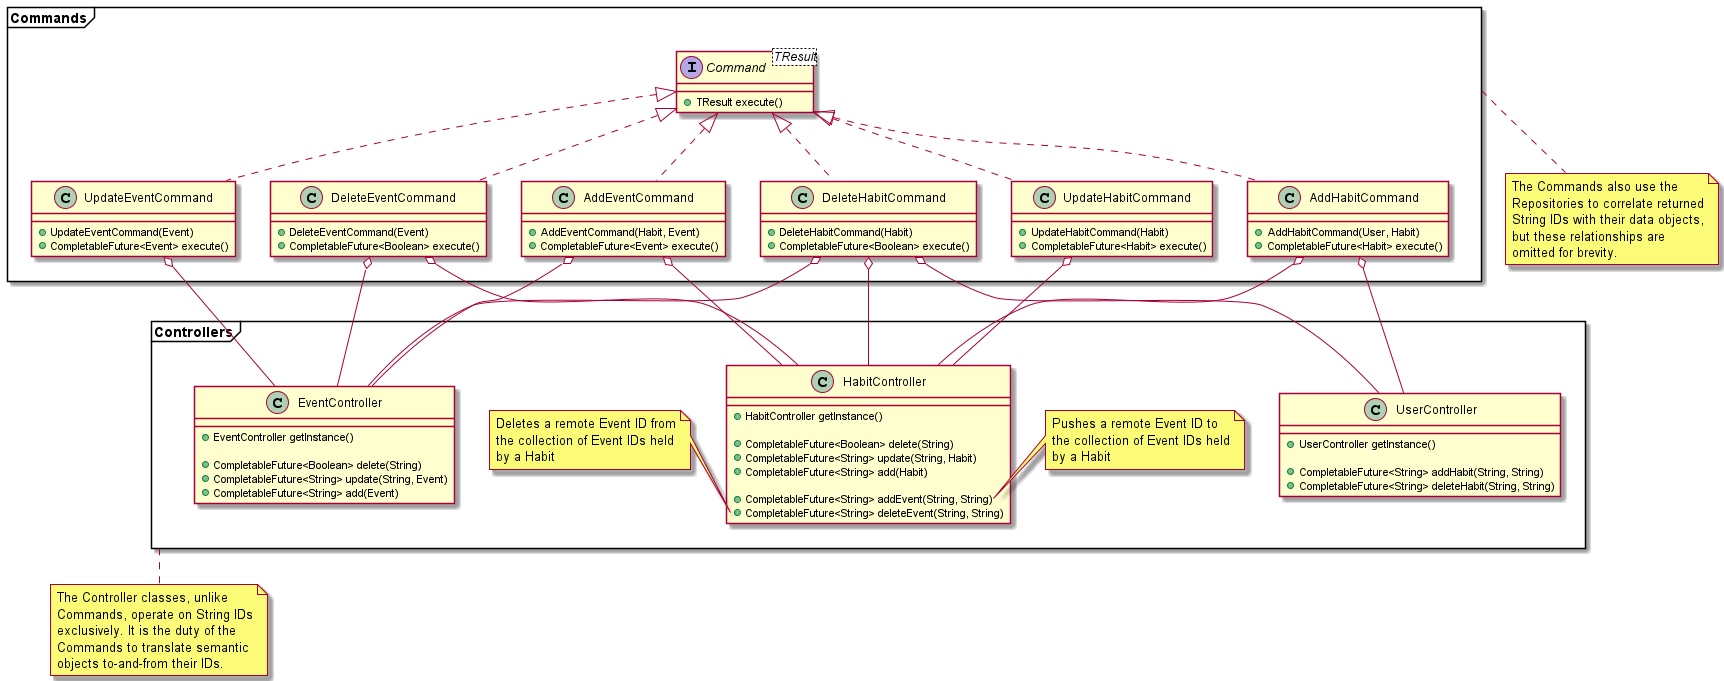 Commands
TResult
I Command
TResult execute()
C UpdateEventCommand
UpdateEventCommand(Event)
CompletableFuture<Event> execute()
C DeleteEventCommand
DeleteEventCommand(Event)
CompletableFuture<Boolean> execute()
C AddEventCommand
AddEventCommand(Habit, Event)
CompletableFuture<Event> execute()
C DeleteHabitCommand
DeleteHabitCommand(Habit)
CompletableFuture<Boolean> execute()
C UpdateHabitCommand
UpdateHabitCommand(Habit)
CompletableFuture<Habit> execute()
C AddHabitCommand
AddHabitCommand(User, Habit)
CompletableFuture<Habit> execute()
The Commands also use the
Repositories to correlate returned
String IDs with their data objects,
but these relationships are
omitted for brevity.
Controllers
C EventController
EventController getInstance()
CompletableFuture<Boolean> delete(String)
CompletableFuture<String> update(String, Event)
CompletableFuture<String> add(Event)
Deletes a remote Event ID from
the collection of Event IDs held
by a Habit
C HabitController
HabitController getInstance()
CompletableFuture<Boolean> delete(String)
CompletableFuture<String> update(String, Habit)
CompletableFuture<String> add(Habit)
CompletableFuture<String> addEvent(String, String)
CompletableFuture<String> deleteEvent(String, String)
Pushes a remote Event ID to
the collection of Event IDs held
by a Habit
C UserController
UserController getInstance()
CompletableFuture<String> addHabit(String, String)
CompletableFuture<String> deleteHabit(String, String)
The Controller classes, unlike
Commands, operate on String IDs
exclusively. It is the duty of the
Commands to translate semantic
objects to-and-from their IDs.